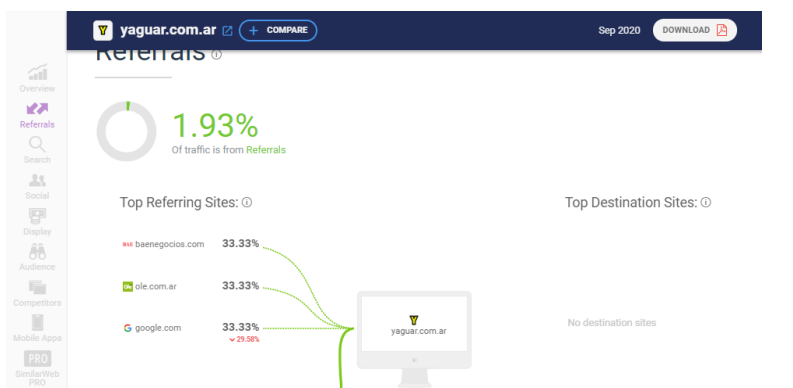 yaguar.com.ar + COMPARE Sep 2020 DOWNLOAD
Referrals
Overview
Referrals
Search
Social
Display
Audience
Competitors
Mobile Apps
PRO
SimilarWeb
PRO
1.93%
Of traffic is from Referrals
Top Referring Sites:
baenegocios.com 33.33%
ole.com.ar 33.33%
google.com 33.33%
29.58%
Y
yaguar.com.ar
Top Destination Sites:
No destination sites